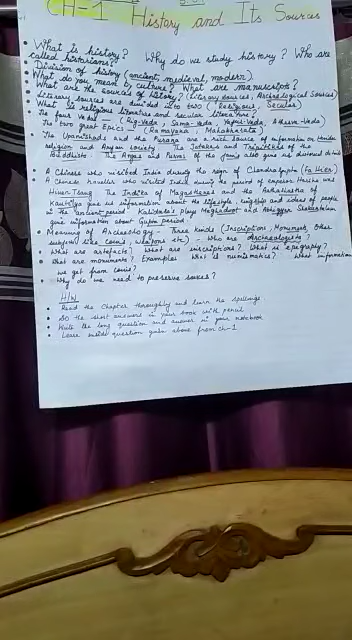 CH-1 History and Its Sources
• What is history? Why do we study history? Who are called historians?
• Division of history (ancient, medieval, modern)
• What do you mean by culture? What are manuscripts?
• What are the sources of history? (Literary Sources, Archeological Sources)
• Literary sources are divided into two (Religious, Secular)
• What is religious literature and secular literature?
• The four Vedas — (Rig-Veda, Sama-Veda, Yajur-Veda, Atharva-Veda)
• The two great Epics — (Ramayana, Mahabharata)
• The Upanishads and the Purana are a rich source of information on Hindu
religion and Aryan society. The Jatakas and Tripitikas of the
Buddhists. The Angas and Purvas of the Jains also gives us
• A Chinese who visited India during the reign of Chandragupta (Fa Hien)
• A Chinese traveller who visited India during the period of emperor Harsha was
Hiuen Tsang. The Indica of Magasthenes and the Arthshastra of
Kautilya give us information about the lifestyle, kingship and ideas of people
in the ancient period. Kalidasa's plays Meghadoot and Abhigyan Shakuntalam
give information about Gupta period.
• Meaning of Archaeology — Three kinds (Inscriptions, Monument, Other
subjects like coins, weapons etc.) - Who are archaeologists?
• What are artefacts? What are inscriptions? What is epigraphy?
• What are monuments? Examples What is numismatics? What information
we get from coins?
• Why do we need to preserve sources?
H/W
• Read the Chapter thoroughly and learn the spellings
• Do the short answers in your book with pencil
• Write the long question and answer in your notebook
• Learn inside question given above from ch-1